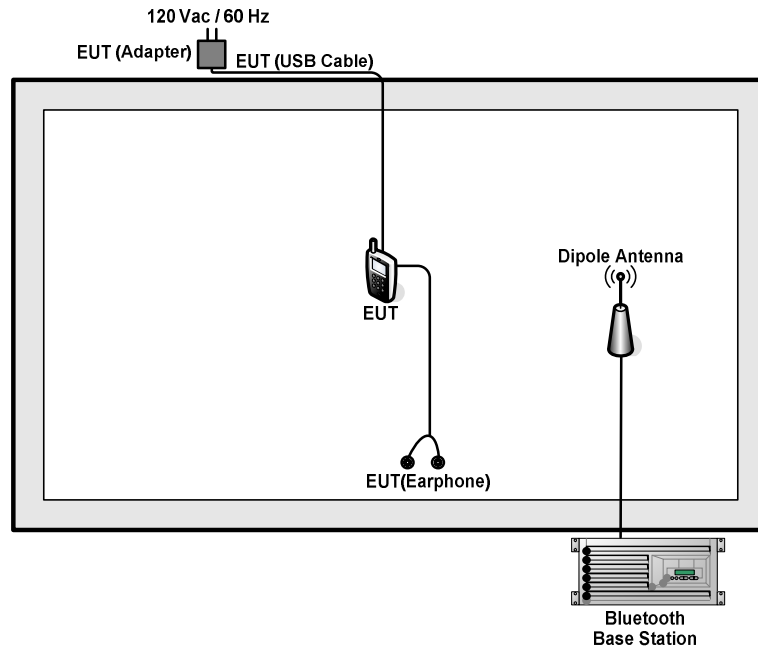 120 Vac / 60 Hz
EUT (Adapter)
EUT (USB Cable)
Dipole Antenna
EUT
EUT(Earphone)
Bluetooth
Base Station